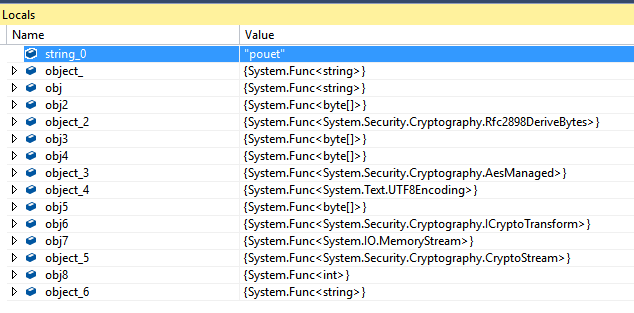 Locals
Name Value
string_0 "pouet"
object_ {System.Func<string>}
obj {System.Func<string>}
obj2 {System.Func<byte[]>}
object_2 {System.Func<System.Security.Cryptography.Rfc2898DeriveBytes>}
obj3 {System.Func<byte[]>}
obj4 {System.Func<byte[]>}
object_3 {System.Func<System.Security.Cryptography.AesManaged>}
object_4 {System.Func<System.Text.UTF8Encoding>}
obj5 {System.Func<byte[]>}
obj6 {System.Func<System.Security.Cryptography.ICryptoTransform>}
obj7 {System.Func<System.IO.MemoryStream>}
object_5 {System.Func<System.Security.Cryptography.CryptoStream>}
obj8 {System.Func<int>}
object_6 {System.Func<string>}